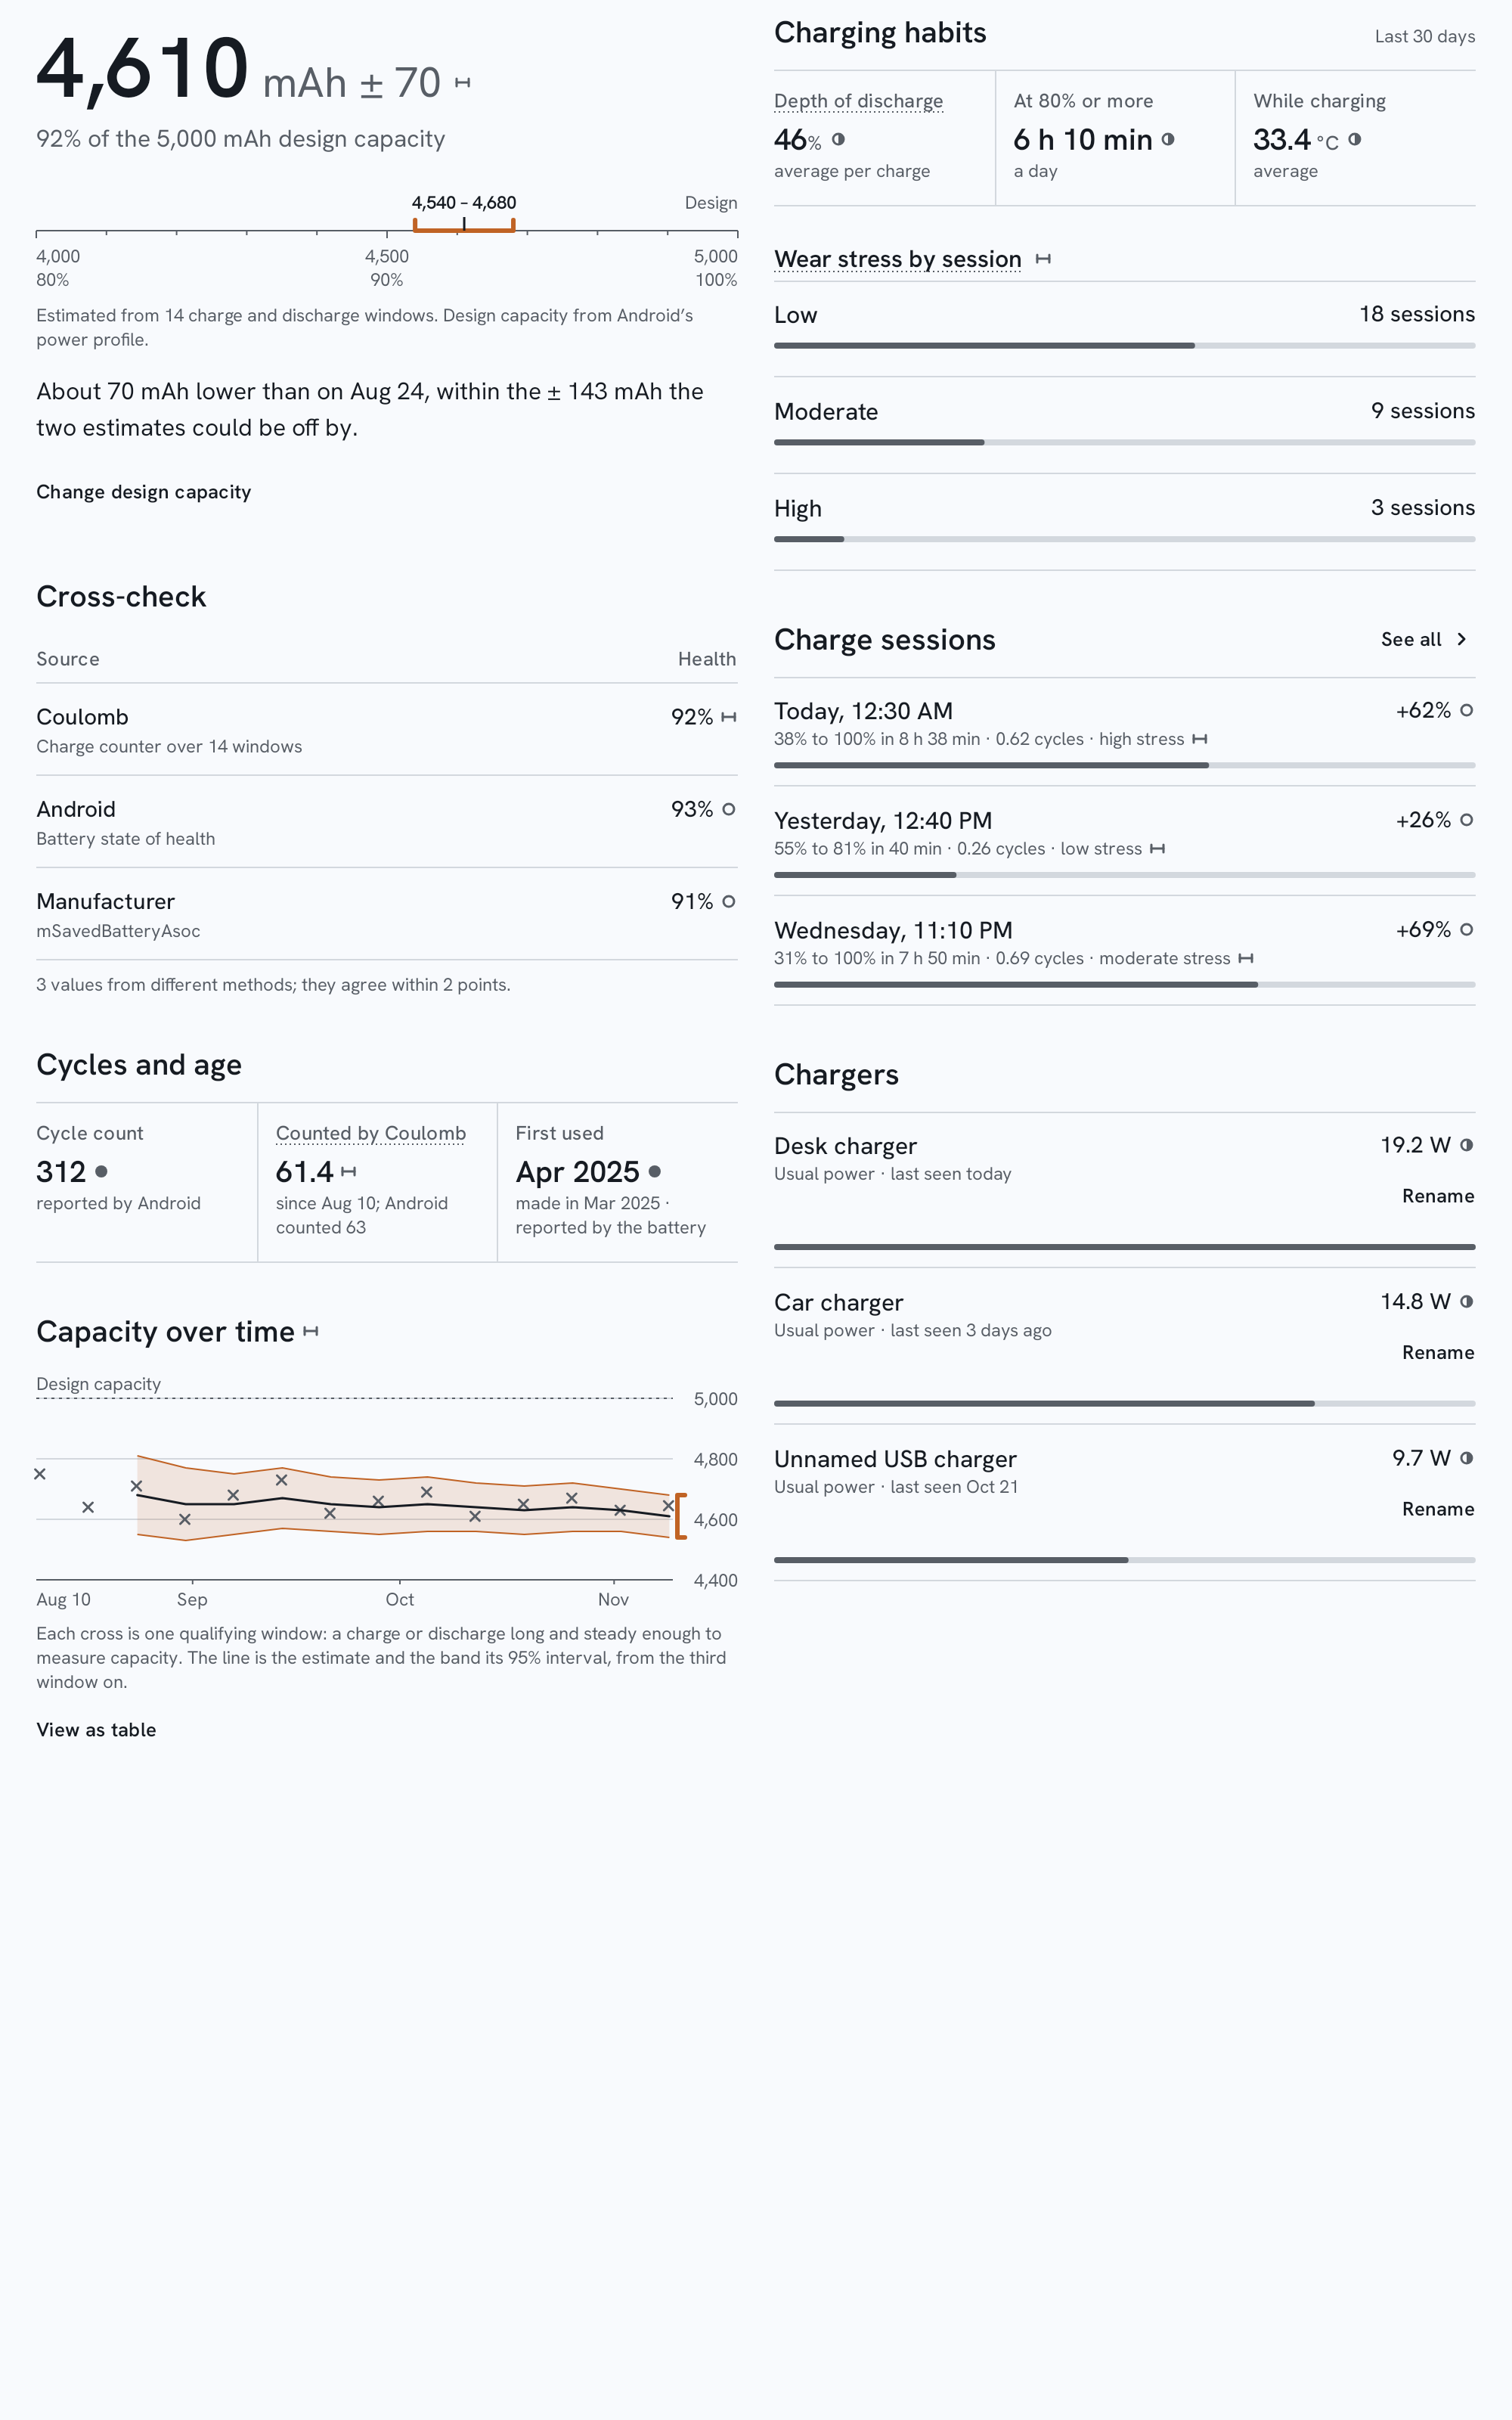 4,610 mAh ± 70
92% of the 5,000 mAh design capacity
4,540 – 4,680
Design
4,000
4,500
5,000
80%
90%
100%
Estimated from 14 charge and discharge windows. Design capacity from Android’s
power profile.
About 70 mAh lower than on Aug 24, within the ± 143 mAh the
two estimates could be off by.
Change design capacity
Cross-check
Source
Health
Coulomb
92%
Charge counter over 14 windows
Android
93%
Battery state of health
Manufacturer
91%
mSavedBatteryAsoc
3 values from different methods; they agree within 2 points.
Cycles and age
Cycle count
312
reported by Android
Counted by Coulomb
61.4
since Aug 10; Android
counted 63
First used
Apr 2025
made in Mar 2025 ·
reported by the battery
Capacity over time
Design capacity
5,000
4,800
4,600
4,400
Aug 10
Sep
Oct
Nov
Each cross is one qualifying window: a charge or discharge long and steady enough to
measure capacity. The line is the estimate and the band its 95% interval, from the third
window on.
View as table
Charging habits
Last 30 days
Depth of discharge
46%
average per charge
At 80% or more
6 h 10 min
a day
While charging
33.4 °C
average
Wear stress by session
Low
18 sessions
Moderate
9 sessions
High
3 sessions
Charge sessions
See all
Today, 12:30 AM
+62%
38% to 100% in 8 h 38 min · 0.62 cycles · high stress
Yesterday, 12:40 PM
+26%
55% to 81% in 40 min · 0.26 cycles · low stress
Wednesday, 11:10 PM
+69%
31% to 100% in 7 h 50 min · 0.69 cycles · moderate stress
Chargers
Desk charger
19.2 W
Usual power · last seen today
Rename
Car charger
14.8 W
Usual power · last seen 3 days ago
Rename
Unnamed USB charger
9.7 W
Usual power · last seen Oct 21
Rename